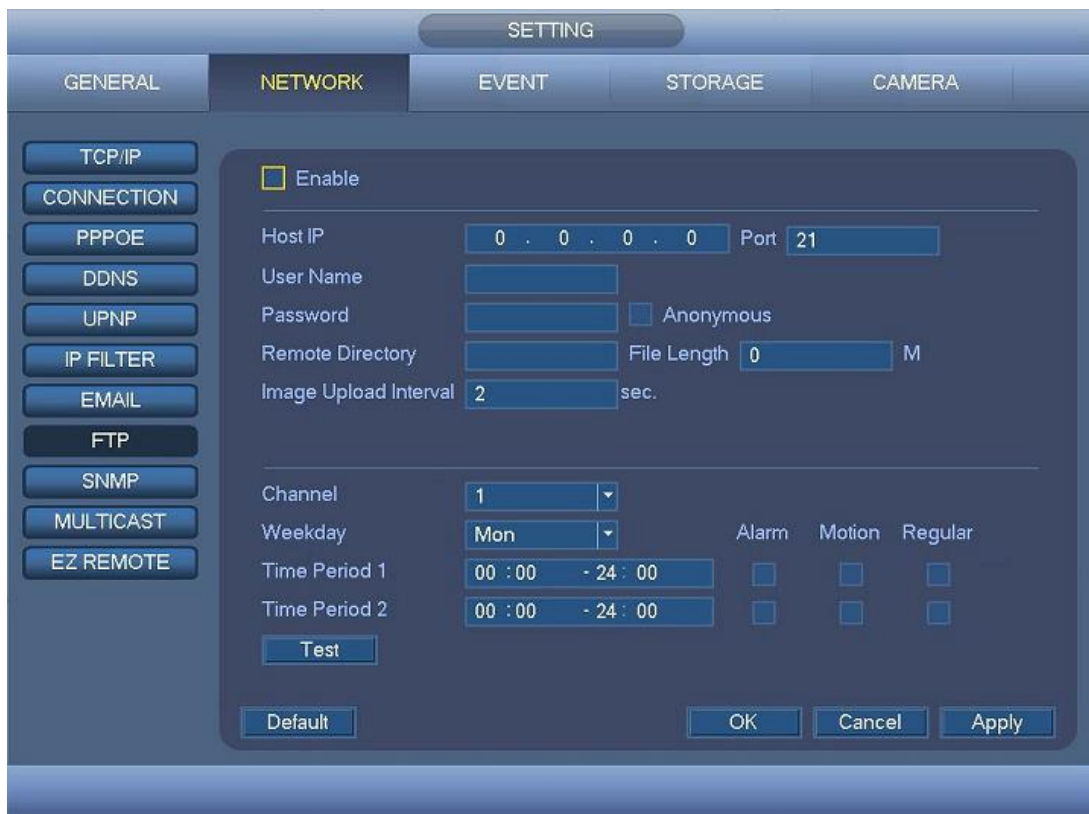 SETTING
GENERAL NETWORK EVENT STORAGE CAMERA
TCP/IP
CONNECTION
PPPOE
DDNS
UPNP
IP FILTER
EMAIL
FTP
SNMP
MULTICAST
EZ REMOTE
Enable
Host IP 0 . 0 . 0 . 0 Port 21
User Name
Password Anonymous
Remote Directory File Length 0 M
Image Upload Interval 2 sec.
Channel 1
Weekday Mon Alarm Motion Regular
Time Period 1 00 : 00 - 24 : 00
Time Period 2 00 : 00 - 24 : 00
Test
Default OK Cancel Apply